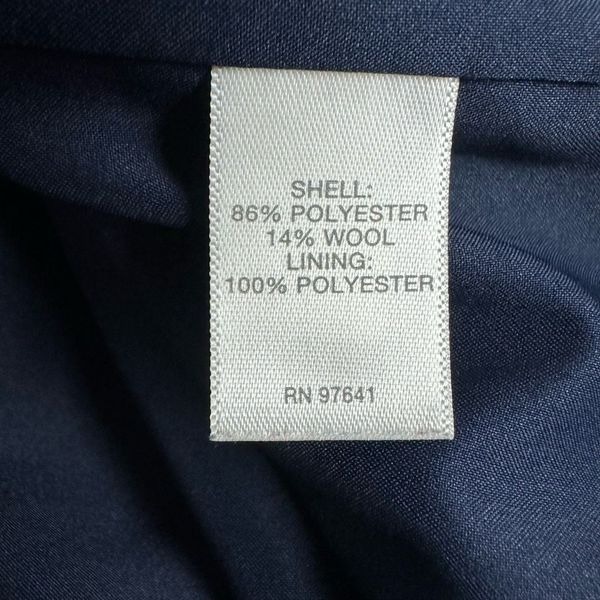 SHELL:
86% POLYESTER
14% WOOL
LINING:
100% POLYESTER
RN 97641